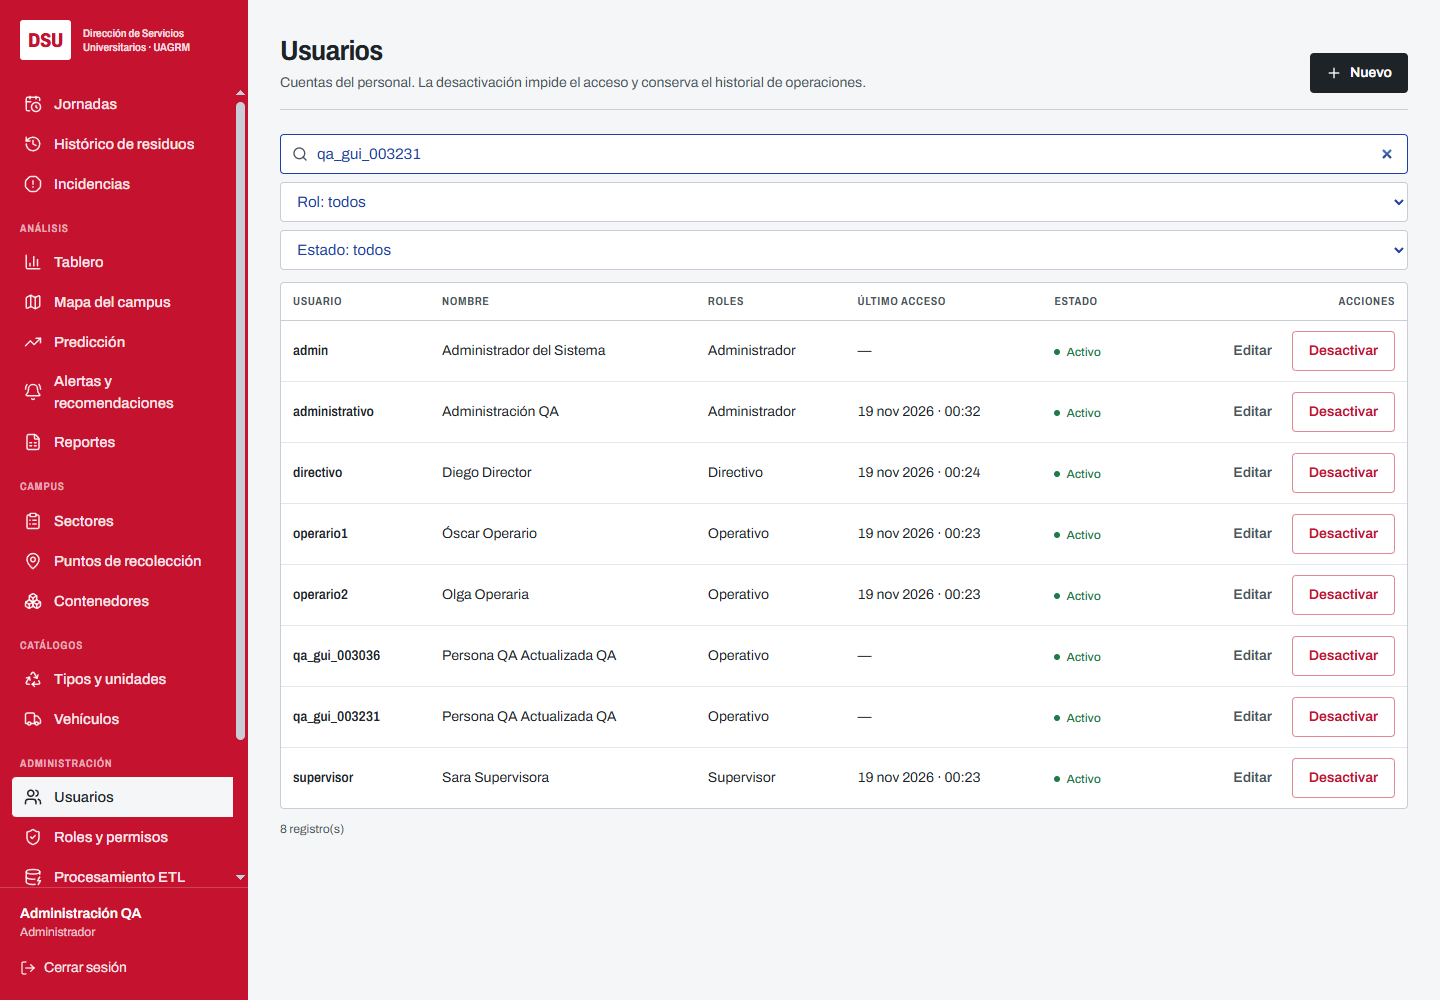 DSU
Dirección de Servicios
Universitarios · UAGRM
Jornadas
Histórico de residuos
Incidencias
ANÁLISIS
Tablero
Mapa del campus
Predicción
Alertas y
recomendaciones
Reportes
CAMPUS
Sectores
Puntos de recolección
Contenedores
CATÁLOGOS
Tipos y unidades
Vehículos
ADMINISTRACIÓN
Usuarios
Roles y permisos
Procesamiento ETL
Administración QA
Administrador
Cerrar sesión
Usuarios
Cuentas del personal. La desactivación impide el acceso y conserva el historial de operaciones.
Nuevo
qa_gui_003231
Rol: todos
Estado: todos
USUARIO NOMBRE ROLES ÚLTIMO ACCESO ESTADO ACCIONES
admin Administrador del Sistema Administrador — Activo Editar Desactivar
administrativo Administración QA Administrador 19 nov 2026 · 00:32 Activo Editar Desactivar
directivo Diego Director Directivo 19 nov 2026 · 00:24 Activo Editar Desactivar
operario1 Óscar Operario Operativo 19 nov 2026 · 00:23 Activo Editar Desactivar
operario2 Olga Operaria Operativo 19 nov 2026 · 00:23 Activo Editar Desactivar
qa_gui_003036 Persona QA Actualizada QA Operativo — Activo Editar Desactivar
qa_gui_003231 Persona QA Actualizada QA Operativo — Activo Editar Desactivar
supervisor Sara Supervisora Supervisor 19 nov 2026 · 00:23 Activo Editar Desactivar
8 registro(s)